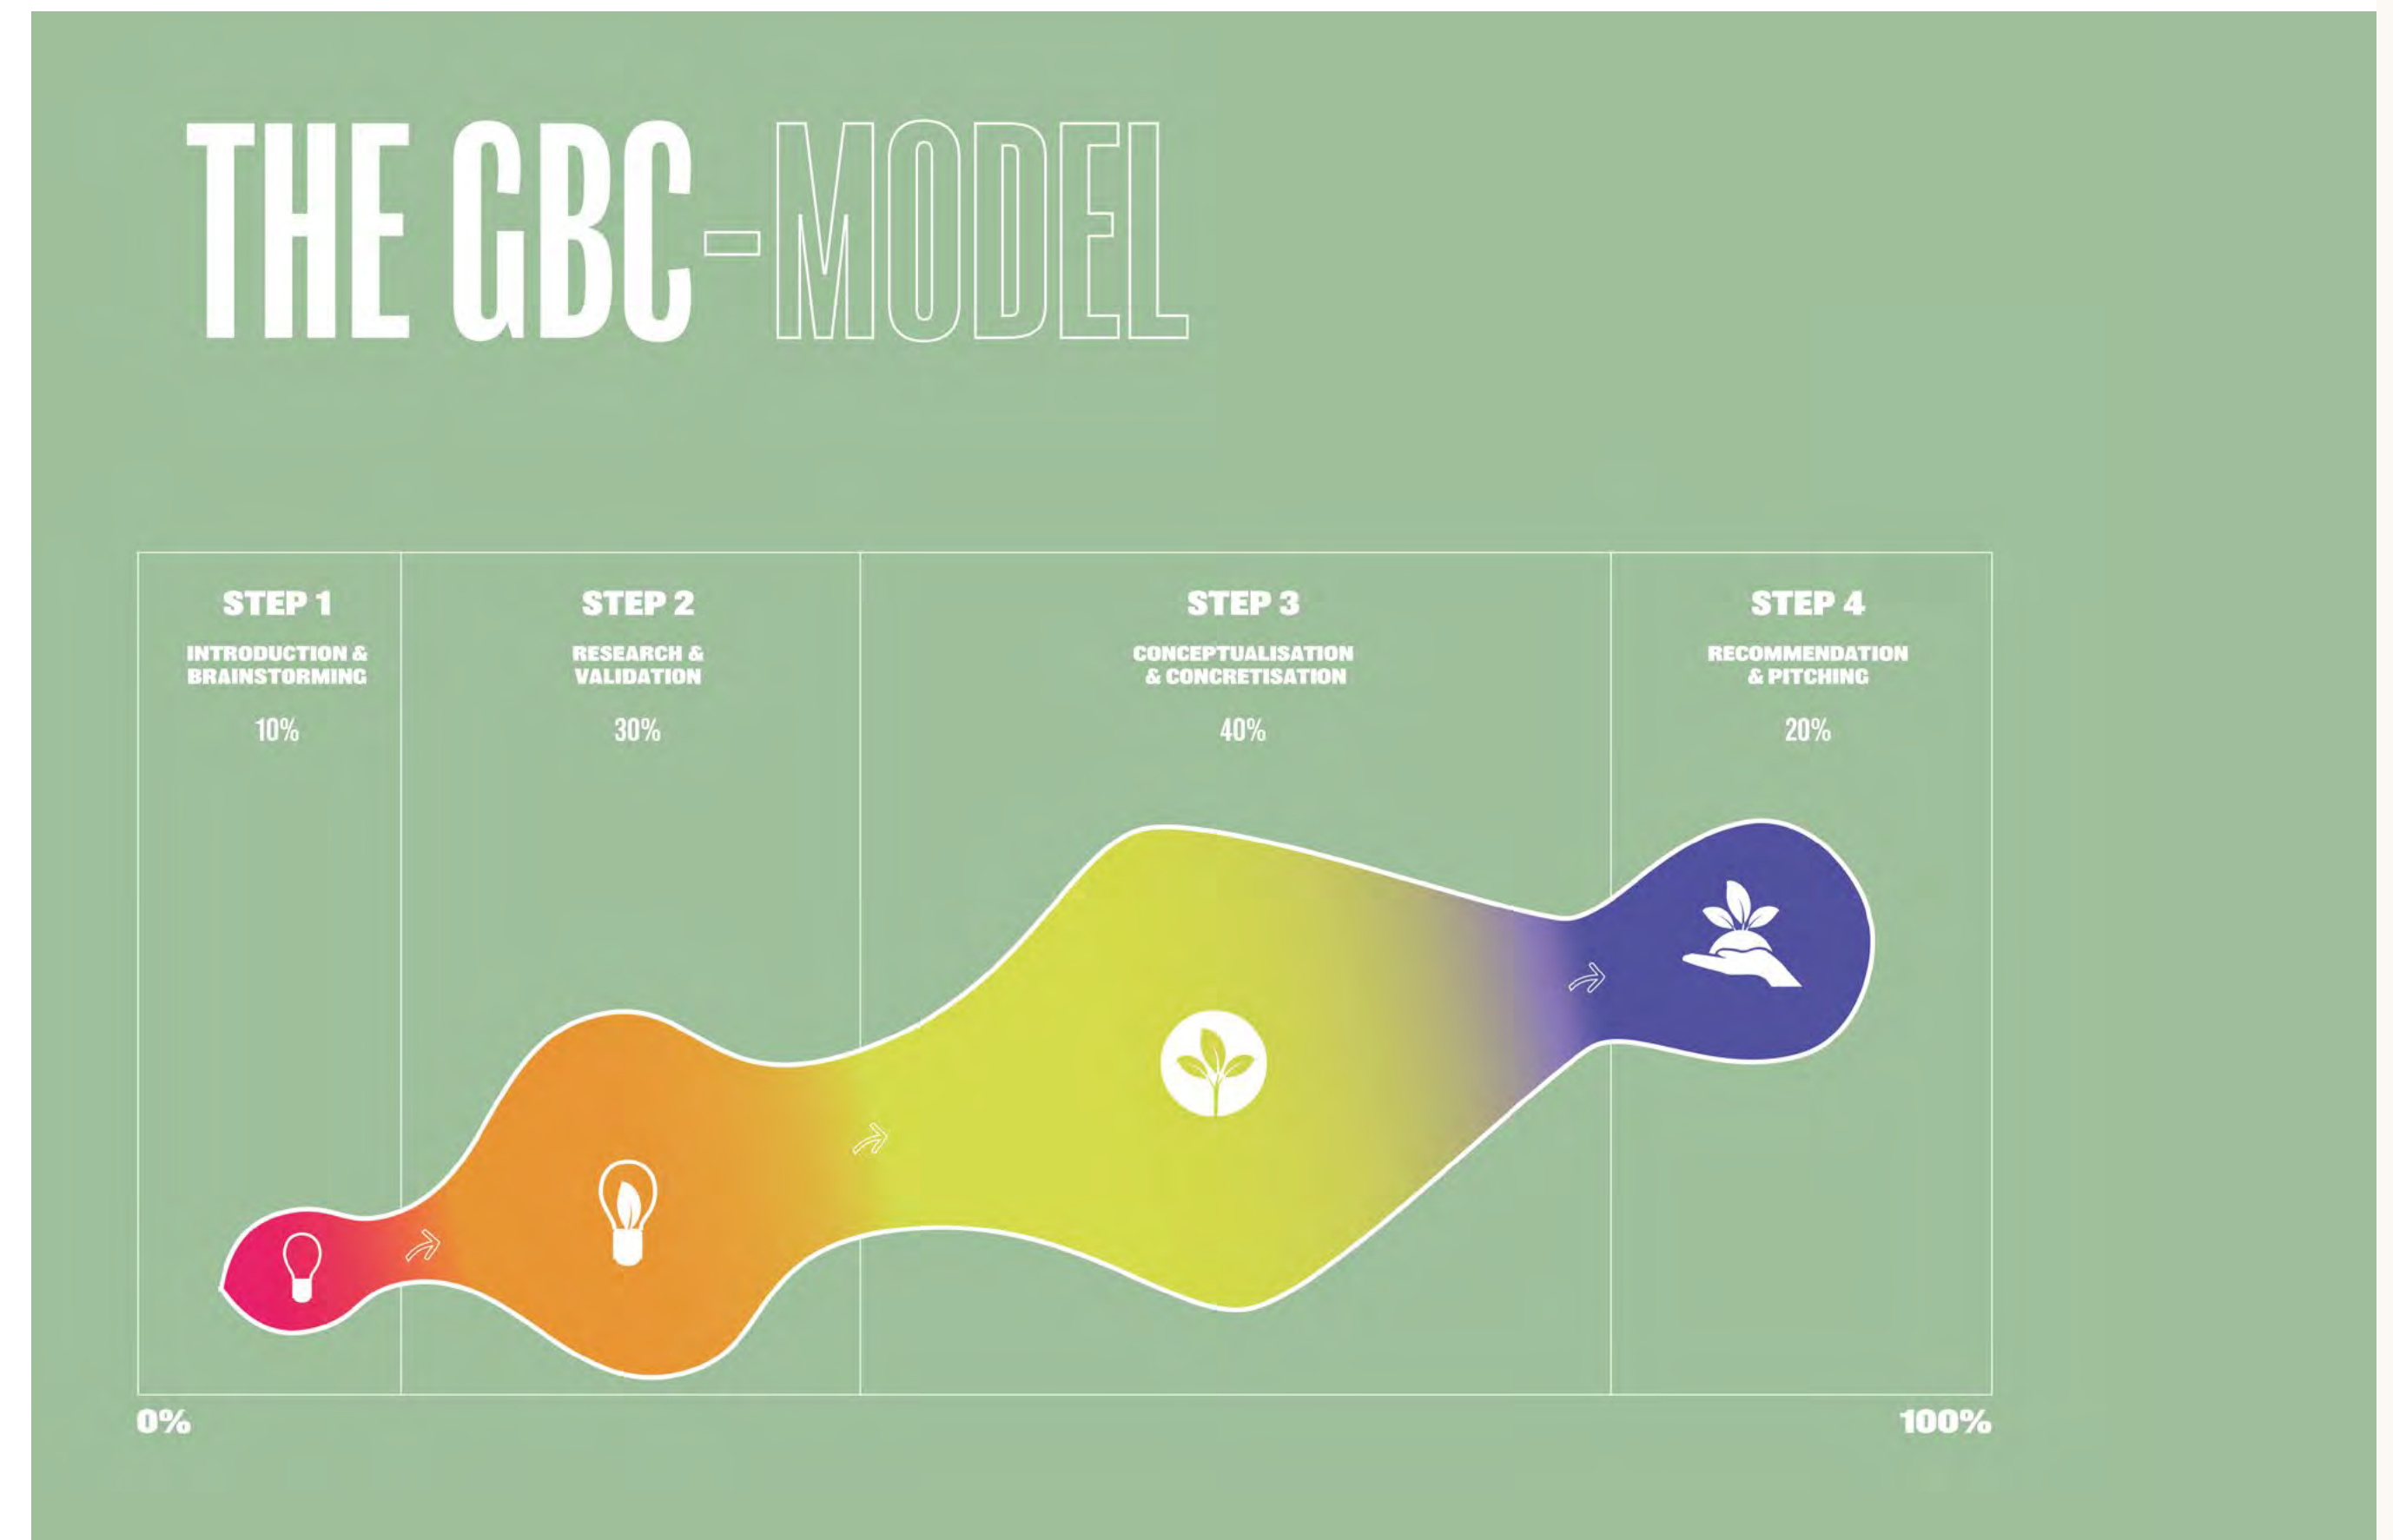 THE GBC-MODEL
STEP 1
INTRODUCTION &
BRAINSTORMING
10%
STEP 2
RESEARCH &
VALIDATION
30%
STEP 3
CONCEPTUALISATION
& CONCRETISATION
40%
STEP 4
RECOMMENDATION
& PITCHING
20%
0%
100%